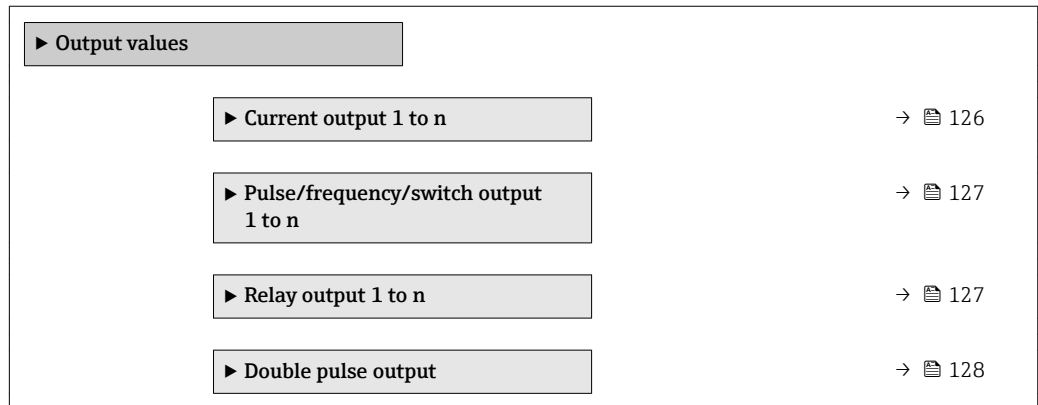 ▶ Output values
▶ Current output 1 to n → 126
▶ Pulse/frequency/switch output
1 to n → 127
▶ Relay output 1 to n → 127
▶ Double pulse output → 128